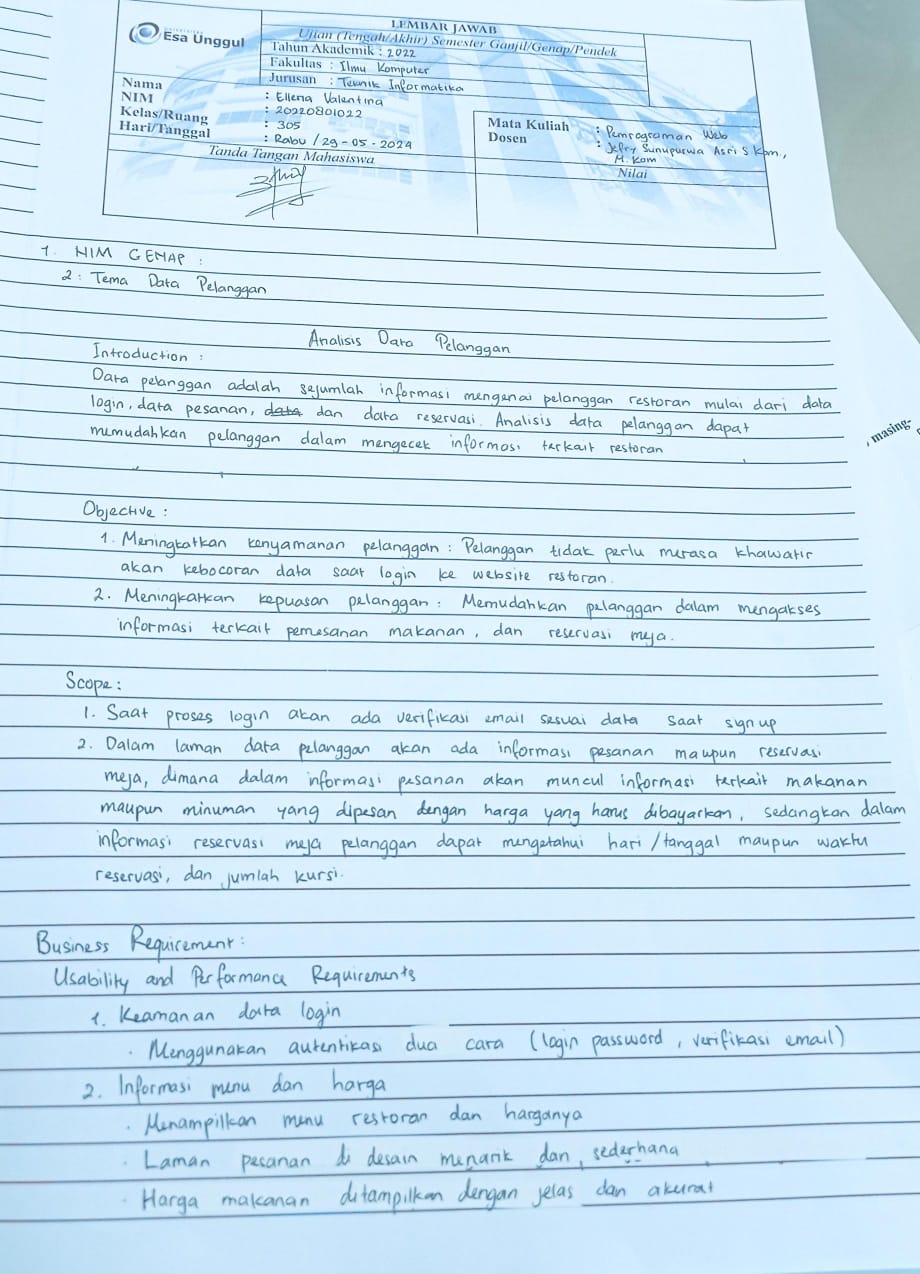 Esa Unggul
LEMBAR JAWAB
Ujian (Tengah/Akhir) Semester Ganjil/Genap/Pendek
Tahun Akademik : 2022
Fakultas : Ilmu Komputer
Jurusan : Teknik Informatika
Nama : Ellena Valentina
NIM : 20220801022
Kelas/Ruang : 305
Hari/Tanggal : Rabu / 29-05-2024
Mata Kuliah : Pemrograman Web
Dosen : Jefry Sunupurwa Asri S.Kom.,
M.Kom
Tanda Tangan Mahasiswa
Nilai
1. NIM GENAP :
2 : Tema Data Pelanggan
Analisis Data Pelanggan
Introduction :
Data pelanggan adalah sejumlah informasi mengenai pelanggan restoran mulai dari data
login, data pesanan, data dan data reservasi. Analisis data pelanggan dapat
memudahkan pelanggan dalam mengecek informasi terkait restoran
, masing-
Objective :
1. Meningkatkan kenyamanan pelanggan : Pelanggan tidak perlu merasa khawatir
akan kebocoran data saat login ke website restoran.
2. Meningkatkan kepuasan pelanggan : Memudahkan pelanggan dalam mengakses
informasi terkait pemesanan makanan, dan reservasi meja.
Scope :
1. Saat proses login akan ada verifikasi email sesuai data saat sign up
2. Dalam laman data pelanggan akan ada informasi pesanan maupun reservasi
meja, dimana dalam informasi pesanan akan muncul informasi terkait makanan
maupun minuman yang dipesan dengan harga yang harus dibayarkan, sedangkan dalam
informasi reservasi meja pelanggan dapat mengetahui hari/tanggal maupun waktu
reservasi, dan jumlah kursi.
Business Requirement :
Usability and Performance Requirements
1. Keamanan data login
· Menggunakan autentikasi dua cara (login password, verifikasi email)
2. Informasi menu dan harga
· Menampilkan menu restoran dan harganya
· Laman pesanan di desain menarik dan sederhana
· Harga makanan ditampilkan dengan jelas dan akurat